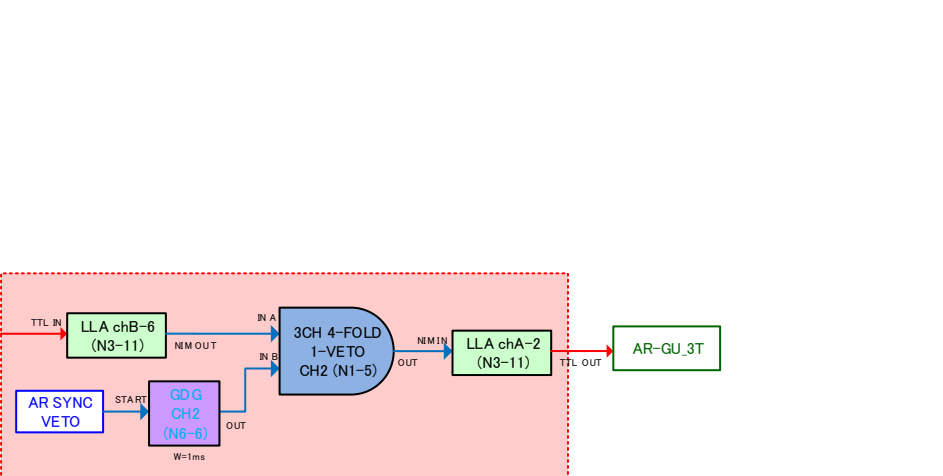 TTL IN
LLA chB-6
(N3-11)
NIM OUT
IN A
IN B
3CH 4-FOLD
1-VETO
CH2 (N1-5)
OUT
NIM IN
LLA chA-2
(N3-11)
TTL OUT
AR-GU_3T
AR SYNC
VETO
START
GDG
CH2
(N6-6)
OUT
W=1ms